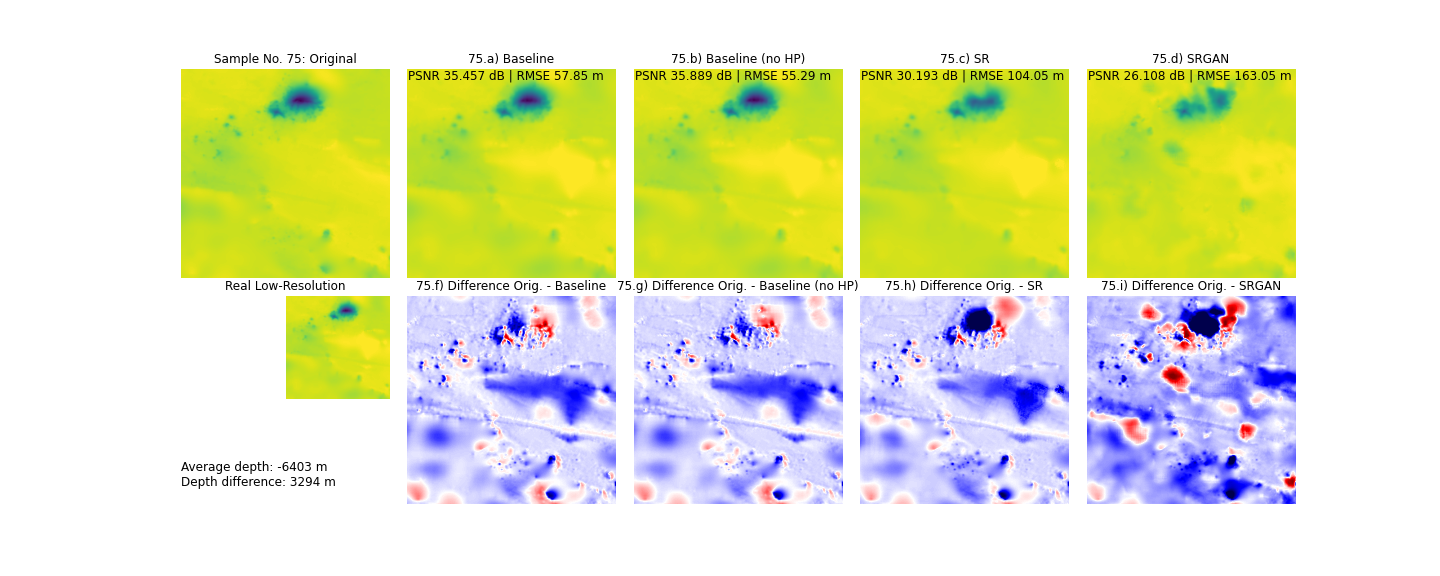 Sample No. 75: Original
75.a) Baseline
75.b) Baseline (no HP)
75.c) SR
75.d) SRGAN
PSNR 35.457 dB | RMSE 57.85 m
PSNR 35.889 dB | RMSE 55.29 m
PSNR 30.193 dB | RMSE 104.05 m
PSNR 26.108 dB | RMSE 163.05 m
Real Low-Resolution
75.f) Difference Orig. - Baseline
75.g) Difference Orig. - Baseline (no HP)
75.h) Difference Orig. - SR
75.i) Difference Orig. - SRGAN
Average depth: -6403 m
Depth difference: 3294 m